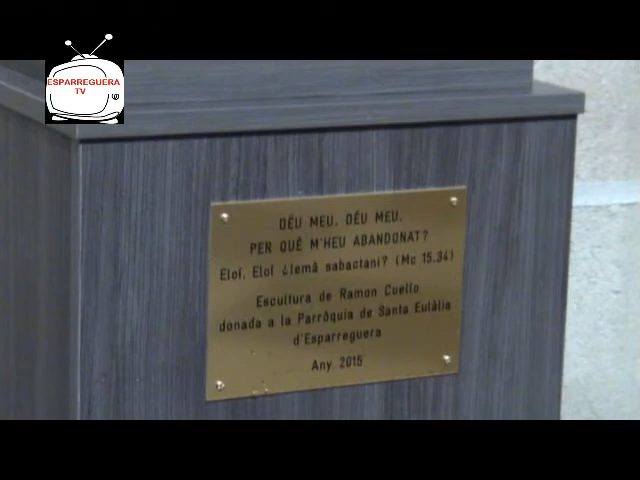 ESPARREGUERA
TV
DÉU MEU, DÉU MEU,
PER QUÈ M'HEU ABANDONAT?
Eloí, Eloí ¿lemà sabactani? (Mc 15,34)
Escultura de Ramon Cuello
donada a la Parròquia de Santa Eulàlia
d'Esparreguera
Any 2015